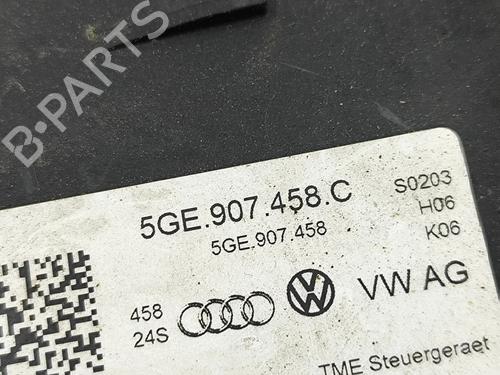 B-PARTS
5GE.907.458.C
5GE.907.458
S0203
H06
K06
458
24S
VW AG
TME Steuergeraet